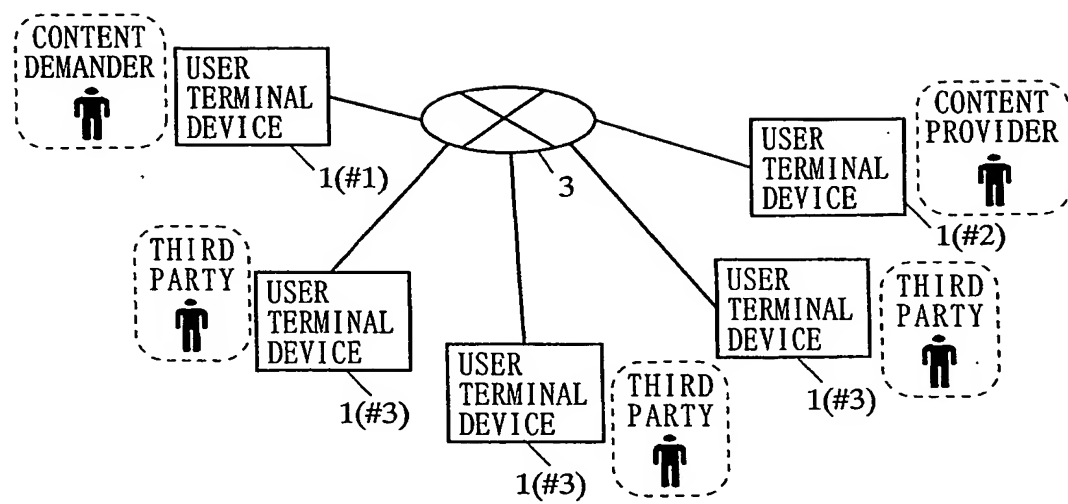 CONTENT
DEMANDER
USER
TERMINAL
DEVICE
1(#1)
3
CONTENT
PROVIDER
USER
TERMINAL
DEVICE
1(#2)
THIRD
PARTY
USER
TERMINAL
DEVICE
1(#3)
USER
TERMINAL
DEVICE
1(#3)
THIRD
PARTY
USER
TERMINAL
DEVICE
1(#3)
THIRD
PARTY